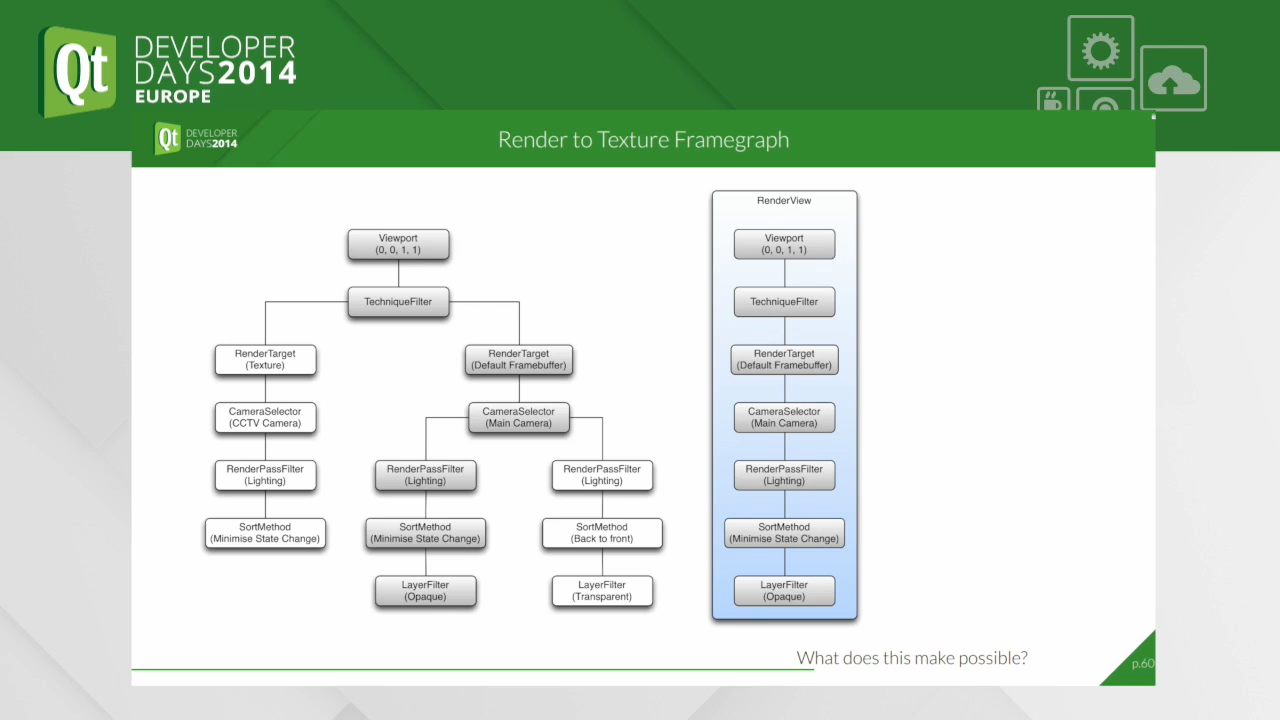 Qt
DEVELOPER
DAYS2014
EUROPE
Qt
DEVELOPER
DAYS2014
Render to Texture Framegraph
Viewport
(0, 0, 1, 1)
TechniqueFilter
RenderTarget
(Texture)
RenderTarget
(Default Framebuffer)
CameraSelector
(CCTV Camera)
CameraSelector
(Main Camera)
RenderPassFilter
(Lighting)
RenderPassFilter
(Lighting)
RenderPassFilter
(Lighting)
SortMethod
(Minimise State Change)
SortMethod
(Minimise State Change)
SortMethod
(Back to front)
LayerFilter
(Opaque)
LayerFilter
(Transparent)
RenderView
Viewport
(0, 0, 1, 1)
TechniqueFilter
RenderTarget
(Default Framebuffer)
CameraSelector
(Main Camera)
RenderPassFilter
(Lighting)
SortMethod
(Minimise State Change)
LayerFilter
(Opaque)
What does this make possible?
p.60